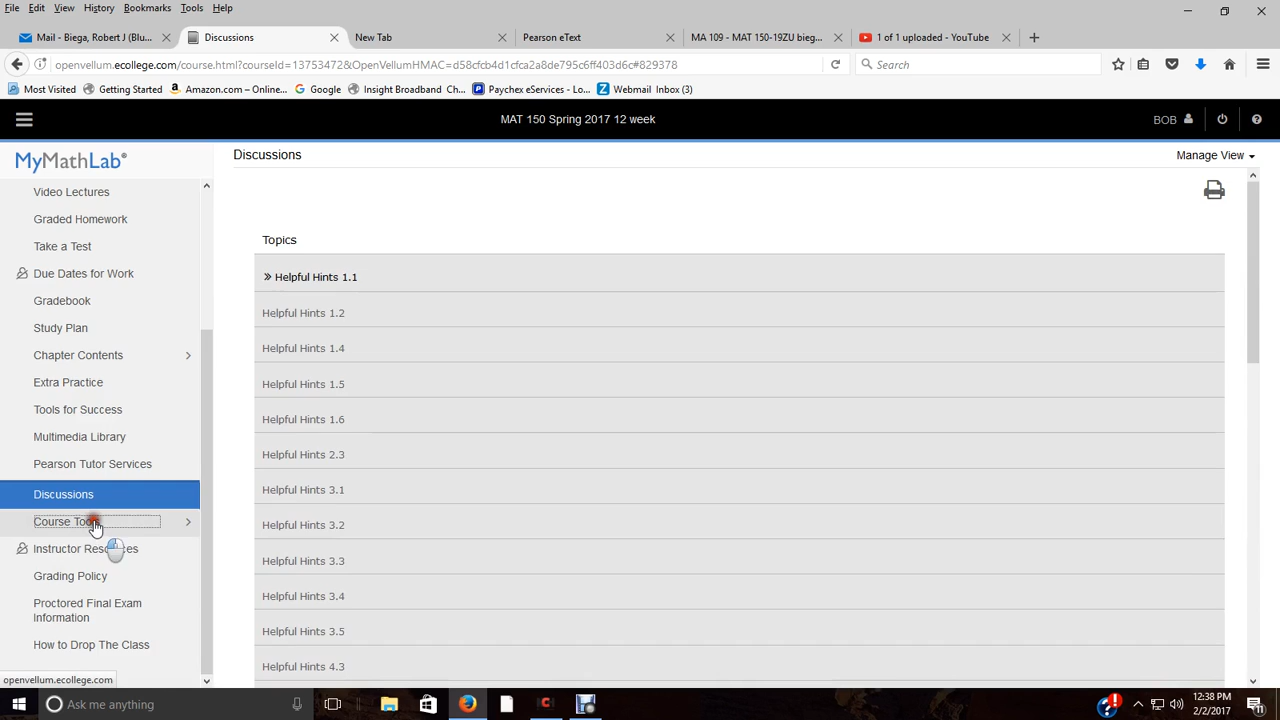 File Edit View History Bookmarks Tools Help
Mail - Biega, Robert J (Blu...
Discussions
New Tab
Pearson eText
MA 109 - MAT 150-19ZU bieg...
1 of 1 uploaded - YouTube
openvellum.ecollege.com/course.html?courseId=13753472&OpenVellumHMAC=d58cfcb4d1cfca2a8de795c6ff403d6c#829378
Search
Most Visited
Getting Started
Amazon.com – Online...
Google
Insight Broadband Ch...
Paychex eServices - Lo...
Webmail Inbox (3)
MAT 150 Spring 2017 12 week
BOB
MyMathLab®
Discussions
Manage View
Video Lectures
Graded Homework
Take a Test
Due Dates for Work
Gradebook
Study Plan
Chapter Contents
Extra Practice
Tools for Success
Multimedia Library
Pearson Tutor Services
Discussions
Course Tools
Instructor Resources
Grading Policy
Proctored Final Exam
Information
How to Drop The Class
Topics
» Helpful Hints 1.1
Helpful Hints 1.2
Helpful Hints 1.4
Helpful Hints 1.5
Helpful Hints 1.6
Helpful Hints 2.3
Helpful Hints 3.1
Helpful Hints 3.2
Helpful Hints 3.3
Helpful Hints 3.4
Helpful Hints 3.5
Helpful Hints 4.3
openvellum.ecollege.com
Ask me anything
12:38 PM
2/2/2017